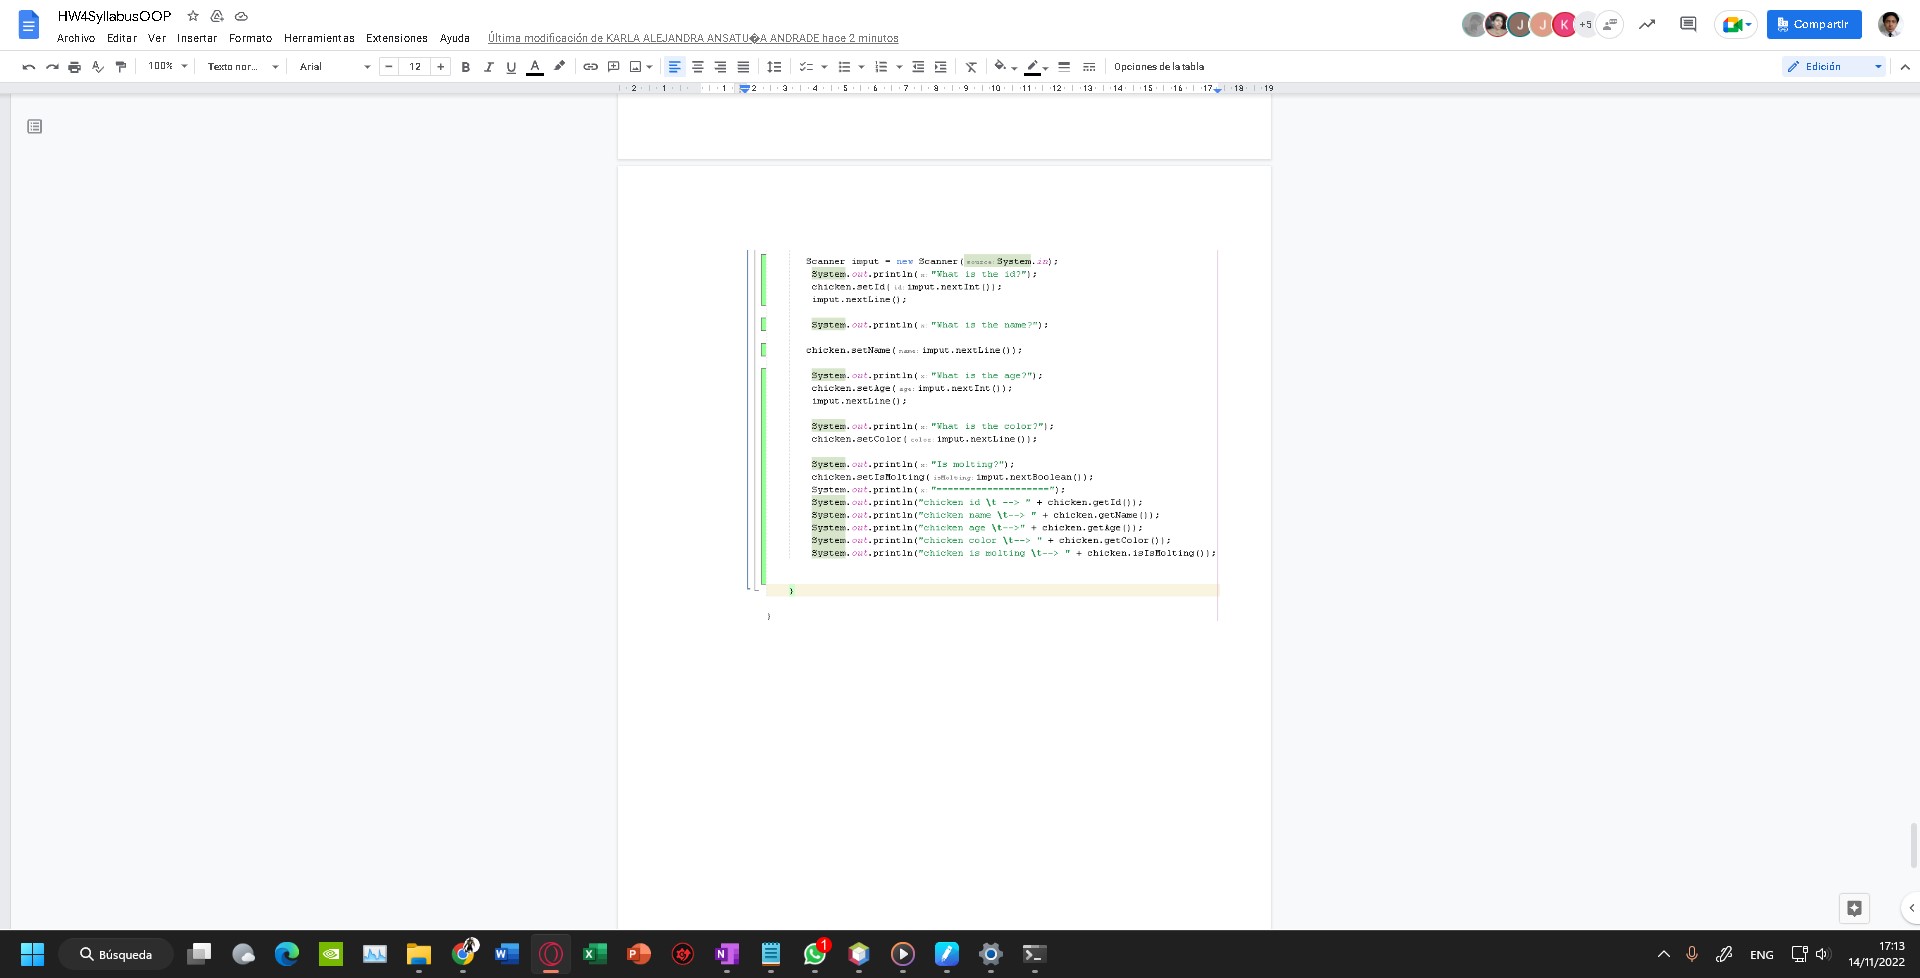 HW4SyllabusOOP
Archivo Editar Ver Insertar Formato Herramientas Extensiones Ayuda Última modificación de KARLA ALEJANDRA ANSATU�A ANDRADE hace 2 minutos
J J K +5 Compartir
100% Texto nor... Arial − 12 + B I U A Opciones de la tabla Edición
2 1 1 2 3 4 5 6 7 8 9 10 11 12 13 14 15 16 17 18 19
Scanner imput = new Scanner(source:System.in);
System.out.println(x:"What is the id?");
chicken.setId(id:imput.nextInt());
imput.nextLine();
System.out.println(x:"What is the name?");
chicken.setName(name:imput.nextLine());
System.out.println(x:"What is the age?");
chicken.setAge(age:imput.nextInt());
imput.nextLine();
System.out.println(x:"What is the color?");
chicken.setColor(color:imput.nextLine());
System.out.println(x:"Is molting?");
chicken.setIsMolting(isMolting:imput.nextBoolean());
System.out.println(x:"====================");
System.out.println("chicken id \t --> " + chicken.getId());
System.out.println("chicken name \t--> " + chicken.getName());
System.out.println("chicken age \t-->" + chicken.getAge());
System.out.println("chicken color \t--> " + chicken.getColor());
System.out.println("chicken is molting \t--> " + chicken.isIsMolting());
}
}
Búsqueda 1 ENG 17:13
14/11/2022